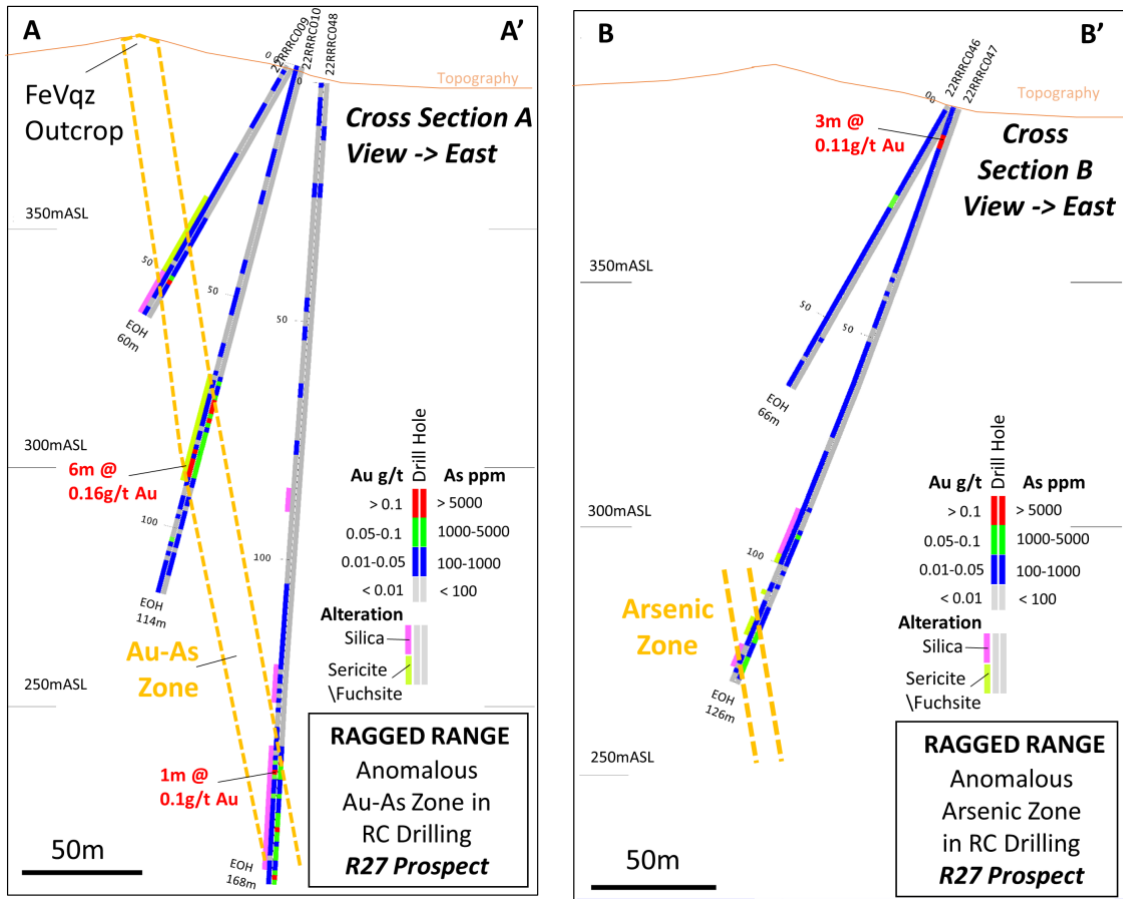 A
A'
22RRRC009
22RRRC010
22RRRC048
0
0
Topography
FeVqz
Outcrop
Cross Section A
View -> East
350mASL
50
50
50
EOH
60m
300mASL
6m @
0.16g/t Au
100
100
EOH
114m
Au g/t
Drill Hole
As ppm
> 0.1
> 5000
0.05-0.1
1000-5000
0.01-0.05
100-1000
< 0.01
< 100
Alteration
Silica
Sericite
\Fuchsite
Au-As
Zone
250mASL
1m @
0.1g/t Au
EOH
168m
50m
RAGGED RANGE
Anomalous
Au-As Zone in
RC Drilling
R27 Prospect
B
B'
22RRRC046
22RRRC047
00
Topography
3m @
0.11g/t Au
Cross
Section B
View -> East
350mASL
50
50
EOH
66m
300mASL
100
Au g/t
Drill Hole
As ppm
> 0.1
> 5000
0.05-0.1
1000-5000
0.01-0.05
100-1000
< 0.01
< 100
Alteration
Silica
Sericite
\Fuchsite
Arsenic
Zone
EOH
126m
250mASL
50m
RAGGED RANGE
Anomalous
Arsenic Zone
in RC Drilling
R27 Prospect